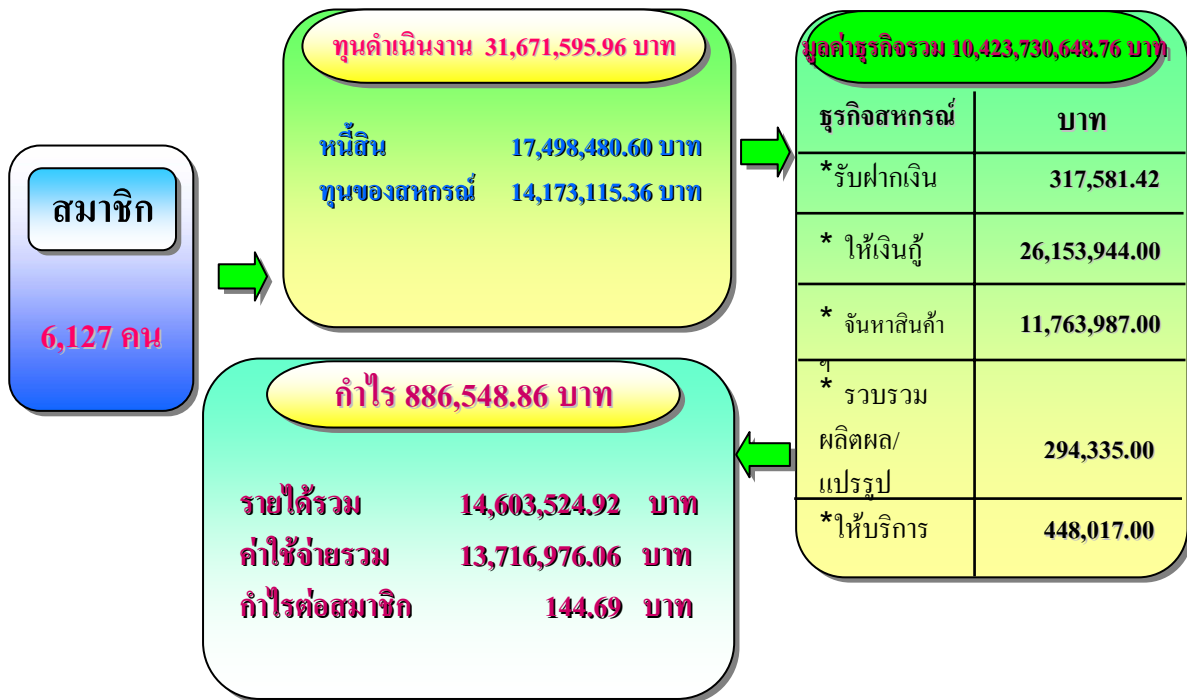 สมาชิก
6,127 คน
ทุนดำเนินงาน 31,671,595.96 บาท
หนี้สิน 17,498,480.60 บาท
ทุนของสหกรณ์ 14,173,115.36 บาท
มูลค่าธุรกิจรวม 10,423,730,648.76 บาท
ธุรกิจสหกรณ์ บาท
*รับฝากเงิน 317,581.42
* ให้เงินกู้ 26,153,944.00
* จันหาสินค้า 11,763,987.00
ๆ
* รวบรวม
ผลิตผล/ 294,335.00
แปรรูป
*ให้บริการ 448,017.00
กำไร 886,548.86 บาท
รายได้รวม 14,603,524.92 บาท
ค่าใช้จ่ายรวม 13,716,976.06 บาท
กำไรต่อสมาชิก 144.69 บาท